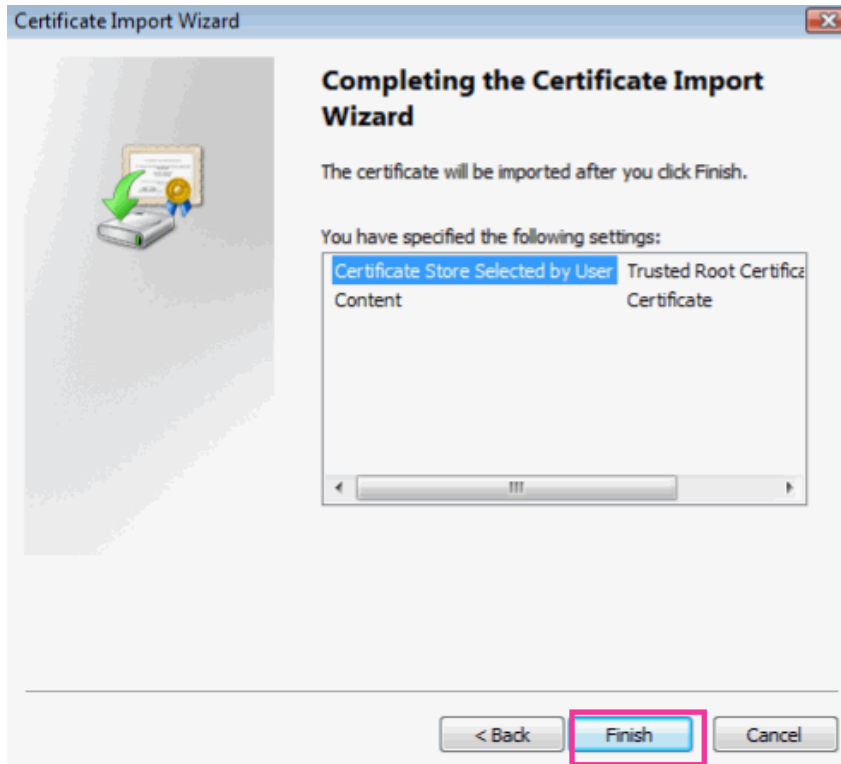 Certificate Import Wizard
Completing the Certificate Import
Wizard
The certificate will be imported after you click Finish.
You have specified the following settings:
Certificate Store Selected by User Trusted Root Certifica
Content Certificate
< Back Finish Cancel